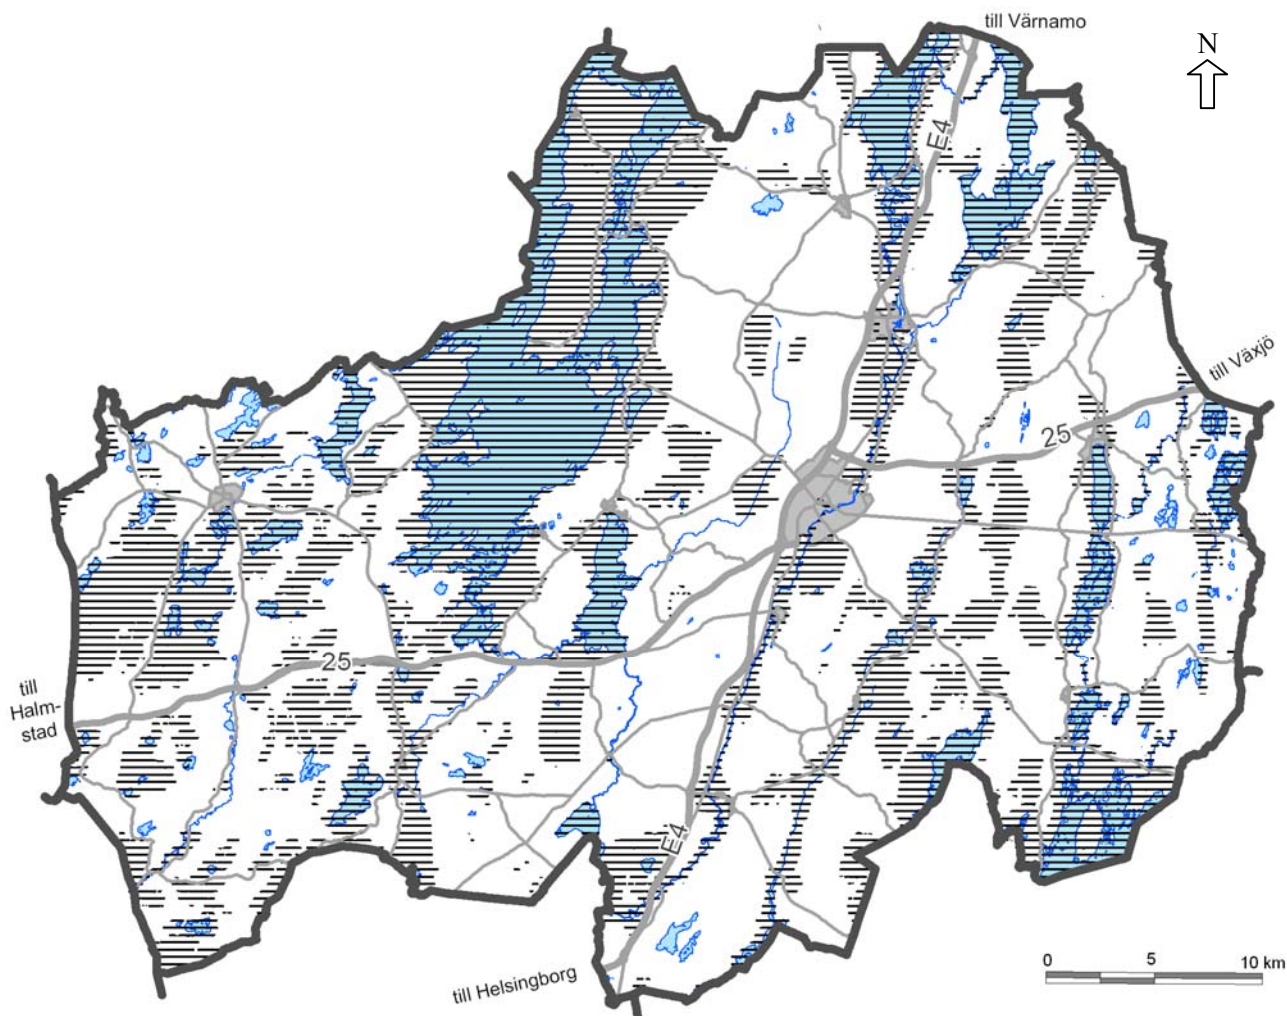 till Värnamo
N
E4
till Växjö
25
25
till
Halm-
stad
E4
till Helsingborg
0 5 10 km